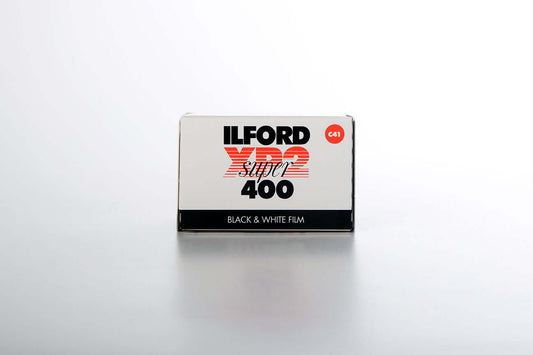 ILFORD
C41
XP2
super
400
BLACK & WHITE FILM